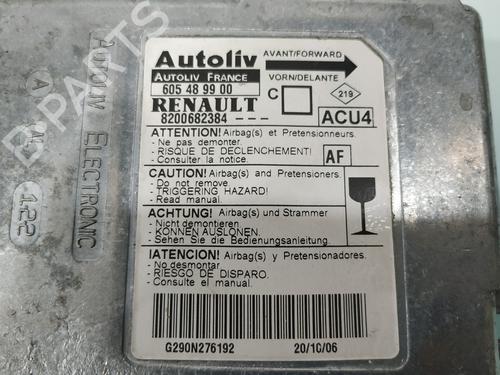 Autoliv
AVANT/FORWARD
AUTOLIV FRANCE
VORN/DELANTE
605 48 99 00
RENAULT
C
219
8200682384
ACU4
ATTENTION! Airbag(s) et Pretensionneurs.
- Ne pas demonter.
- RISQUE DE DECLENCHEMENT!
- Consulter la notice.
AF
CAUTION! Airbag(s) and Pretensioners.
- Do not remove
- TRIGGERING HAZARD!
- Read manual.
ACHTUNG! Airbag(s) und Strammer
- Nicht demontieren
- KÖNNEN AUSLÖNEN.
- Sehen Sie die Bedienungsanleitung.
!ATENCION! Airbag(s) y Pretensionadores.
- No desmontar
- RIESGO DE DISPARO.
- Consulte el manual.
G290N276192
20/10/06
AUTOLIV ELECTRONIC
A
122
B-PARTS